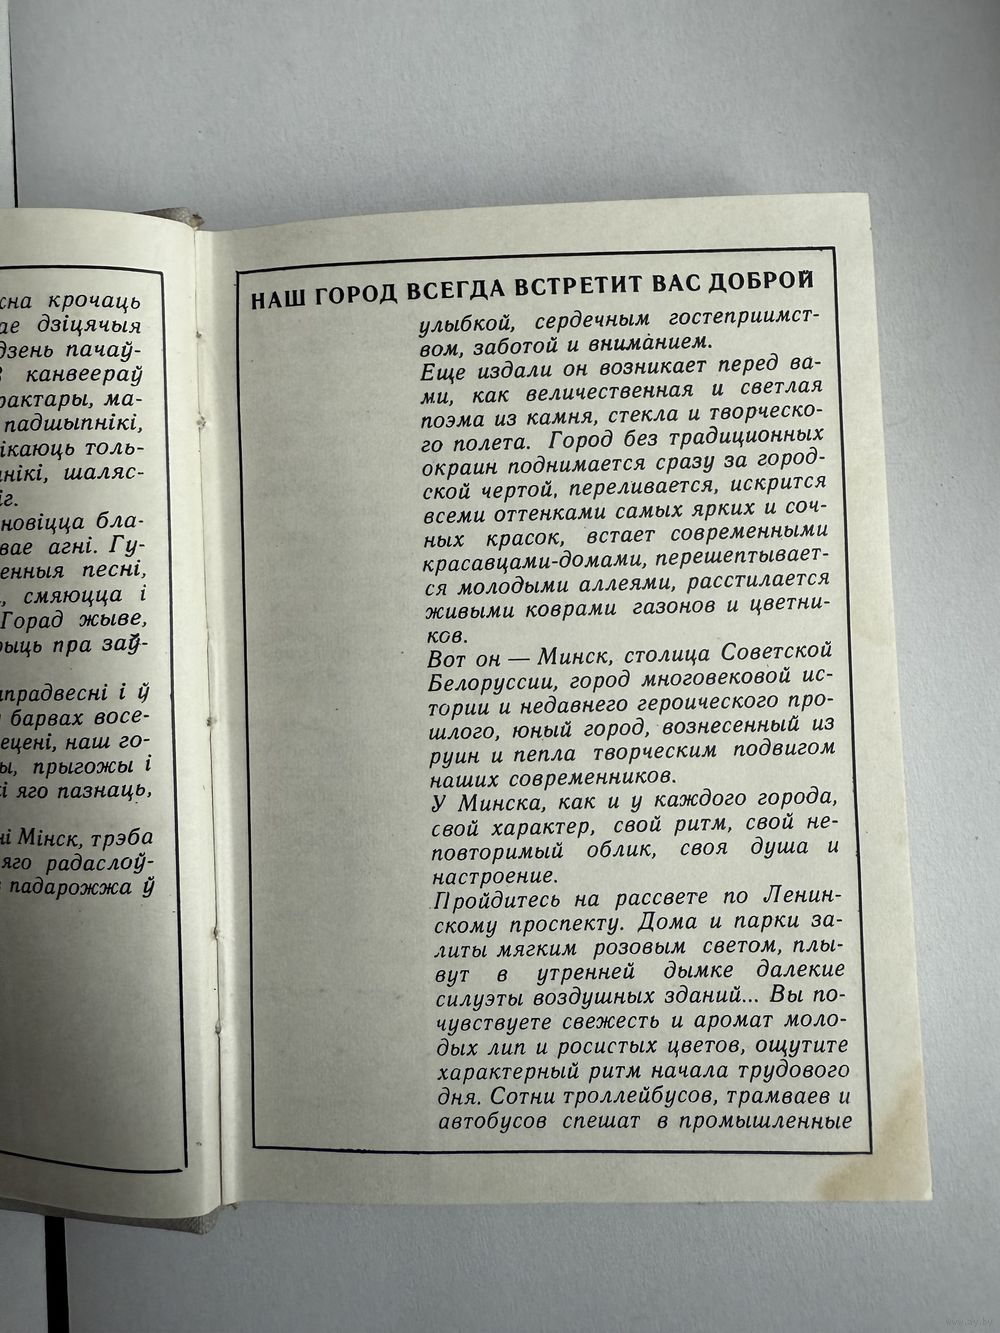 сна крочаць
ае дзіцячыя
дзень пачаў-
канвеераў
рактары, ма-
падшыпнікі,
ікаюць толь-
нікі, шаляс-
іг.
новіцца бла-
вае агні. Гу-
енныя песні,
, смяюцца і
Горад жыве,
рыць пра заў-
прадвесні і ў
барвах восе-
ецені, наш го-
ы, прыгожы і
і яго пазнаць,
ні Мінск, трэба
яго радаслоў-
падарожжа ў
НАШ ГОРОД ВСЕГДА ВСТРЕТИТ ВАС ДОБРОЙ
улыбкой, сердечным гостеприимст-
вом, заботой и вниманием.
Еще издали он возникает перед ва-
ми, как величественная и светлая
поэма из камня, стекла и творческо-
го полета. Город без традиционных
окраин поднимается сразу за город-
ской чертой, переливается, искрится
всеми оттенками самых ярких и соч-
ных красок, встает современными
красавцами-домами, перешептывает-
ся молодыми аллеями, расстилается
живыми коврами газонов и цветни-
ков.
Вот он — Минск, столица Советской
Белоруссии, город многовековой ис-
тории и недавнего героического про-
шлого, юный город, вознесенный из
руин и пепла творческим подвигом
наших современников.
У Минска, как и у каждого города,
свой характер, свой ритм, свой не-
повторимый облик, своя душа и
настроение.
Пройдитесь на рассвете по Ленин-
скому проспекту. Дома и парки за-
литы мягким розовым светом, плы-
вут в утренней дымке далекие
силуэты воздушных зданий... Вы по-
чувствуете свежесть и аромат моло-
дых лип и росистых цветов, ощутите
характерный ритм начала трудового
дня. Сотни троллейбусов, трамваев и
автобусов спешат в промышленные
www.ay.by